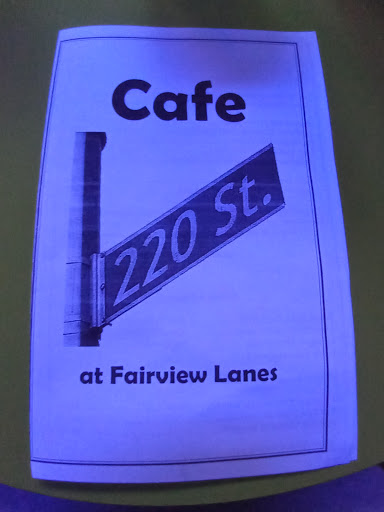 Cafe
220 St.
at Fairview Lanes